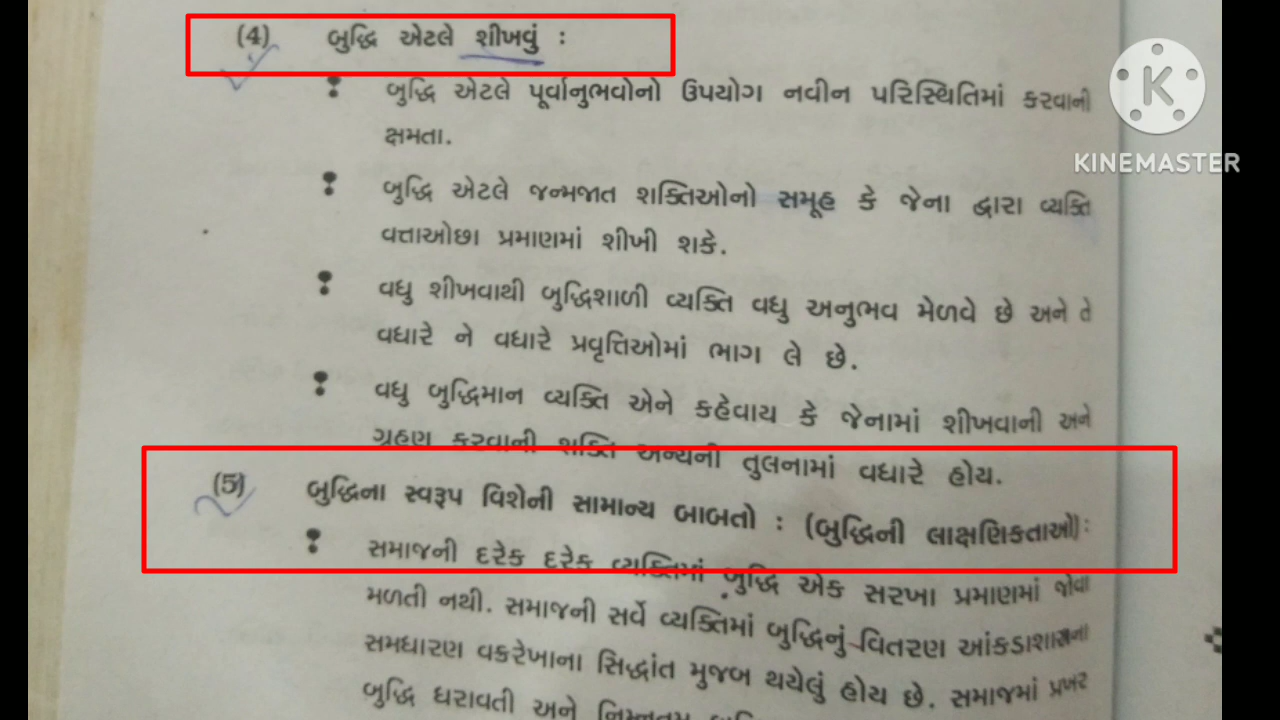 (4) બુદ્ધિ એટલે શીખવું :
બુદ્ધિ એટલે પૂર્વાનુભવોનો ઉપયોગ નવીન પરિસ્થિતિમાં કરવાની
ક્ષમતા.
બુદ્ધિ એટલે જન્મજાત શક્તિઓનો સમૂહ કે જેના દ્વારા વ્યક્તિ
વત્તાઓછા પ્રમાણમાં શીખી શકે.
વધુ શીખવાથી બુદ્ધિશાળી વ્યક્તિ વધુ અનુભવ મેળવે છે અને તે
વધારે ને વધારે પ્રવૃત્તિઓમાં ભાગ લે છે.
વધુ બુદ્ધિમાન વ્યક્તિ એને કહેવાય કે જેનામાં શીખવાની અને
ગ્રહણ કરવાની શક્તિ અન્યની તુલનામાં વધારે હોય.
(5) બુદ્ધિના સ્વરૂપ વિશેની સામાન્ય બાબતો : (બુદ્ધિની લાક્ષણિકતાઓ) :
સમાજની દરેક દરેક વ્યક્તિમાં બુદ્ધિ એક સરખા પ્રમાણમાં જોવા
મળતી નથી. સમાજની સર્વે વ્યક્તિમાં બુદ્ધિનું વિતરણ આંકડાશાસ્ત્રના
સમધારણ વક્રરેખાના સિદ્ધાંત મુજબ થયેલું હોય છે. સમાજમાં પ્રખર
બુદ્ધિ ધરાવતી અને નિમ્નતમ
KINEMASTER